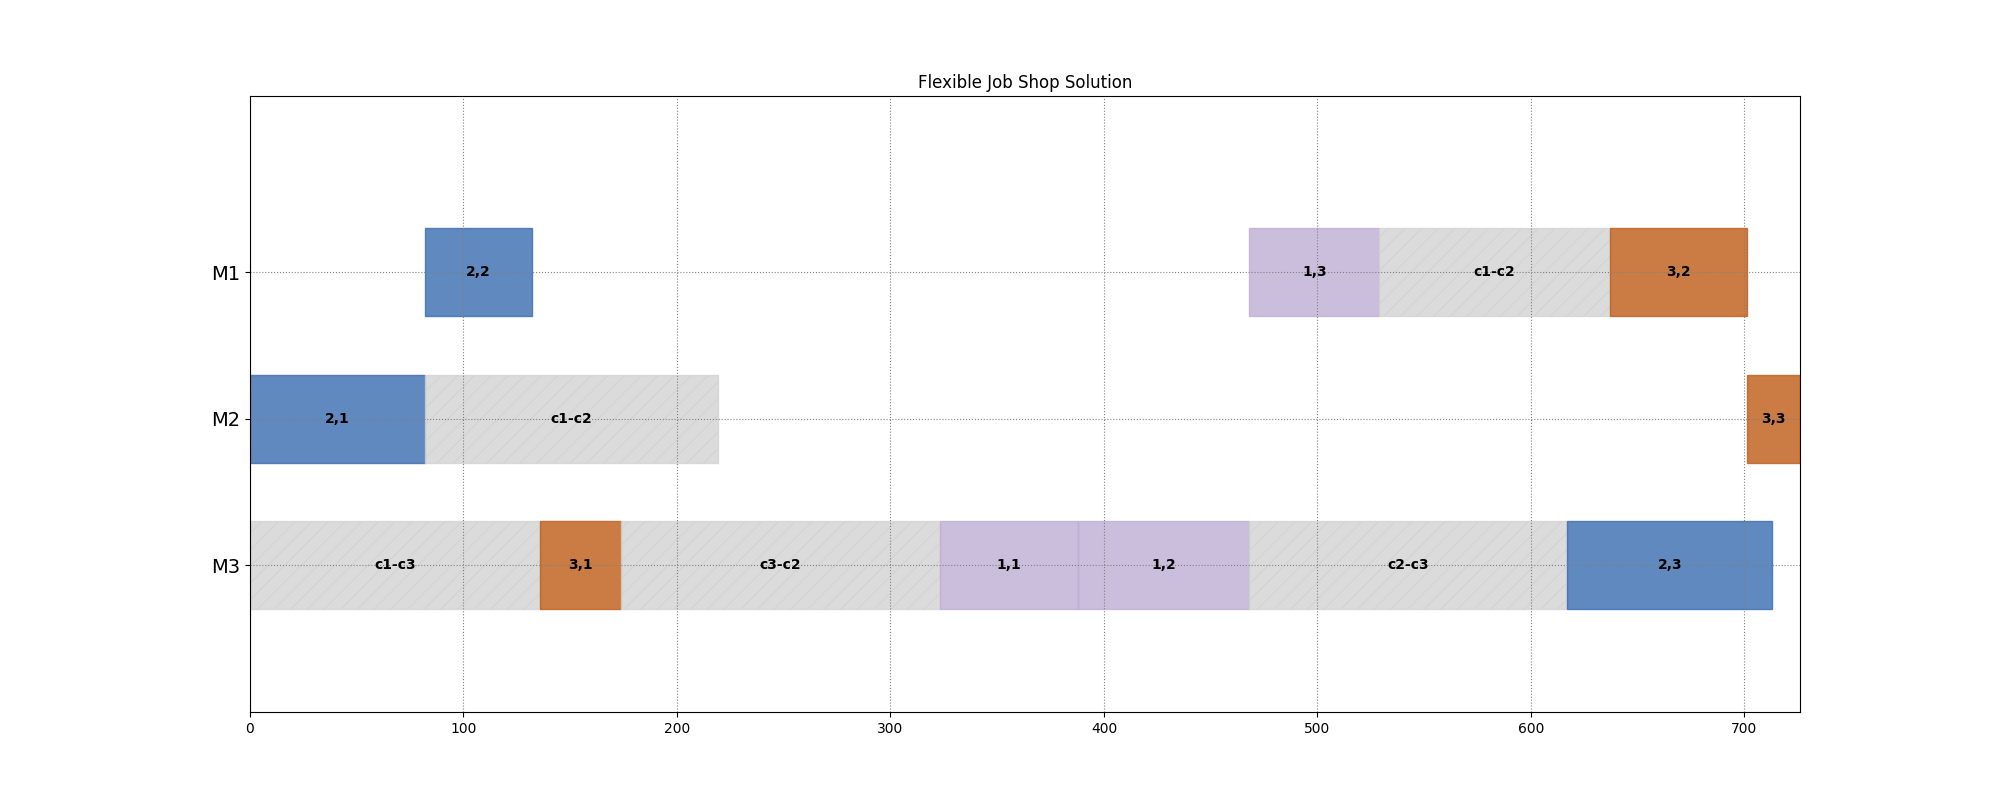 Flexible Job Shop Solution
M1
2,2
1,3
c1-c2
3,2
M2
2,1
c1-c2
3,3
M3
c1-c3
3,1
c3-c2
1,1
1,2
c2-c3
2,3
0 100 200 300 400 500 600 700